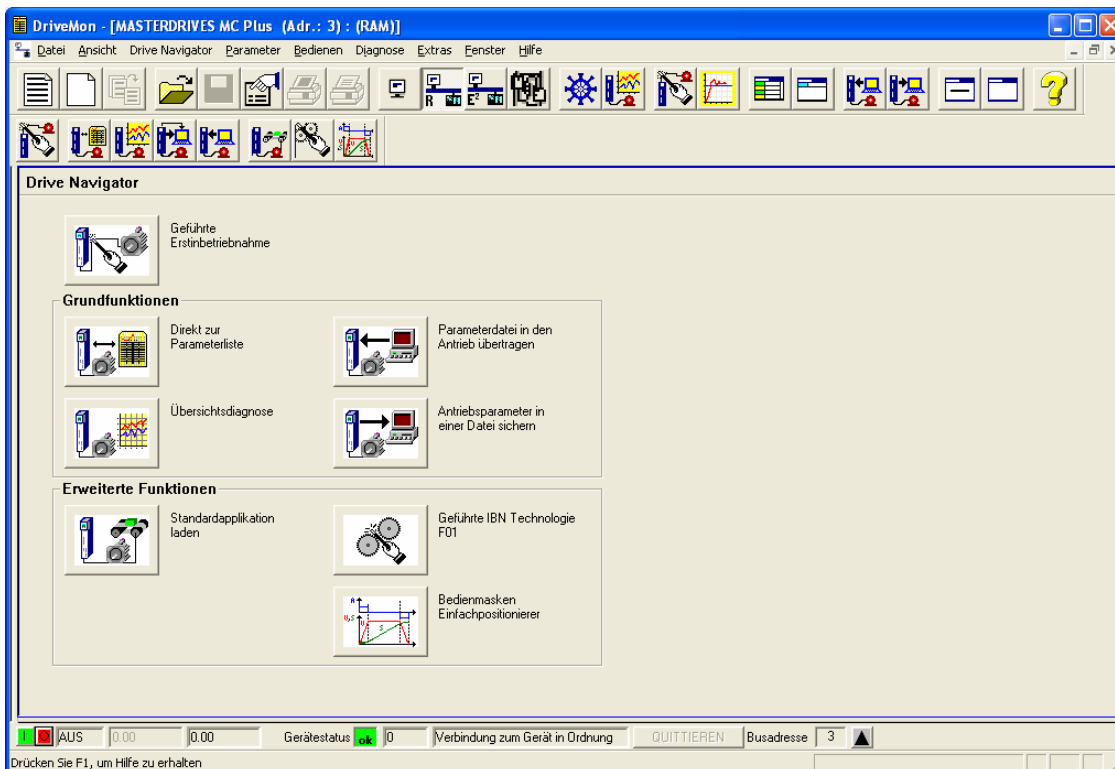 DriveMon - [MASTERDRIVES MC Plus (Adr.: 3) : (RAM)]
Datei Ansicht Drive Navigator Parameter Bedienen Diagnose Extras Fenster Hilfe
R E²
Drive Navigator
Geführte
Erstinbetriebnahme
Grundfunktionen
Direkt zur
Parameterliste
Parameterdatei in den
Antrieb übertragen
Übersichtsdiagnose
Antriebsparameter in
einer Datei sichern
Erweiterte Funktionen
Standardapplikation
laden
Geführte IBN Technologie
F01
Bedienmasken
Einfachpositionierer
AUS 0.00 0.00 Gerätestatus ok 0 Verbindung zum Gerät in Ordnung QUITTIEREN Busadresse 3
Drücken Sie F1, um Hilfe zu erhalten